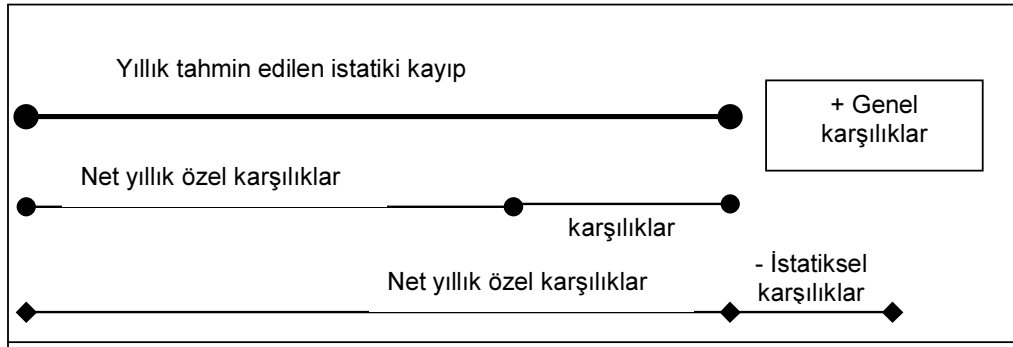 Yıllık tahmin edilen istatiki kayıp
+ Genel
karşılıklar
Net yıllık özel karşılıklar
karşılıklar
Net yıllık özel karşılıklar
- İstatiksel
karşılıklar